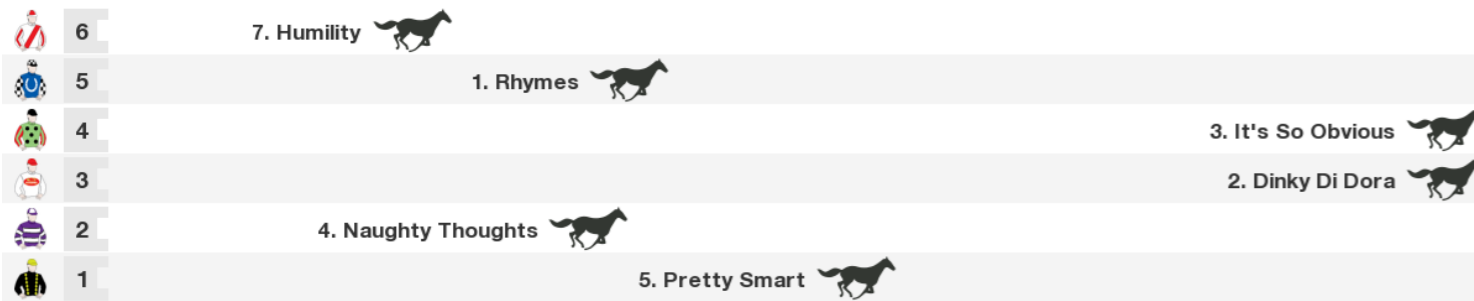 6 7. Humility
5 1. Rhymes
4 3. It's So Obvious
3 2. Dinky Di Dora
2 4. Naughty Thoughts
1 5. Pretty Smart